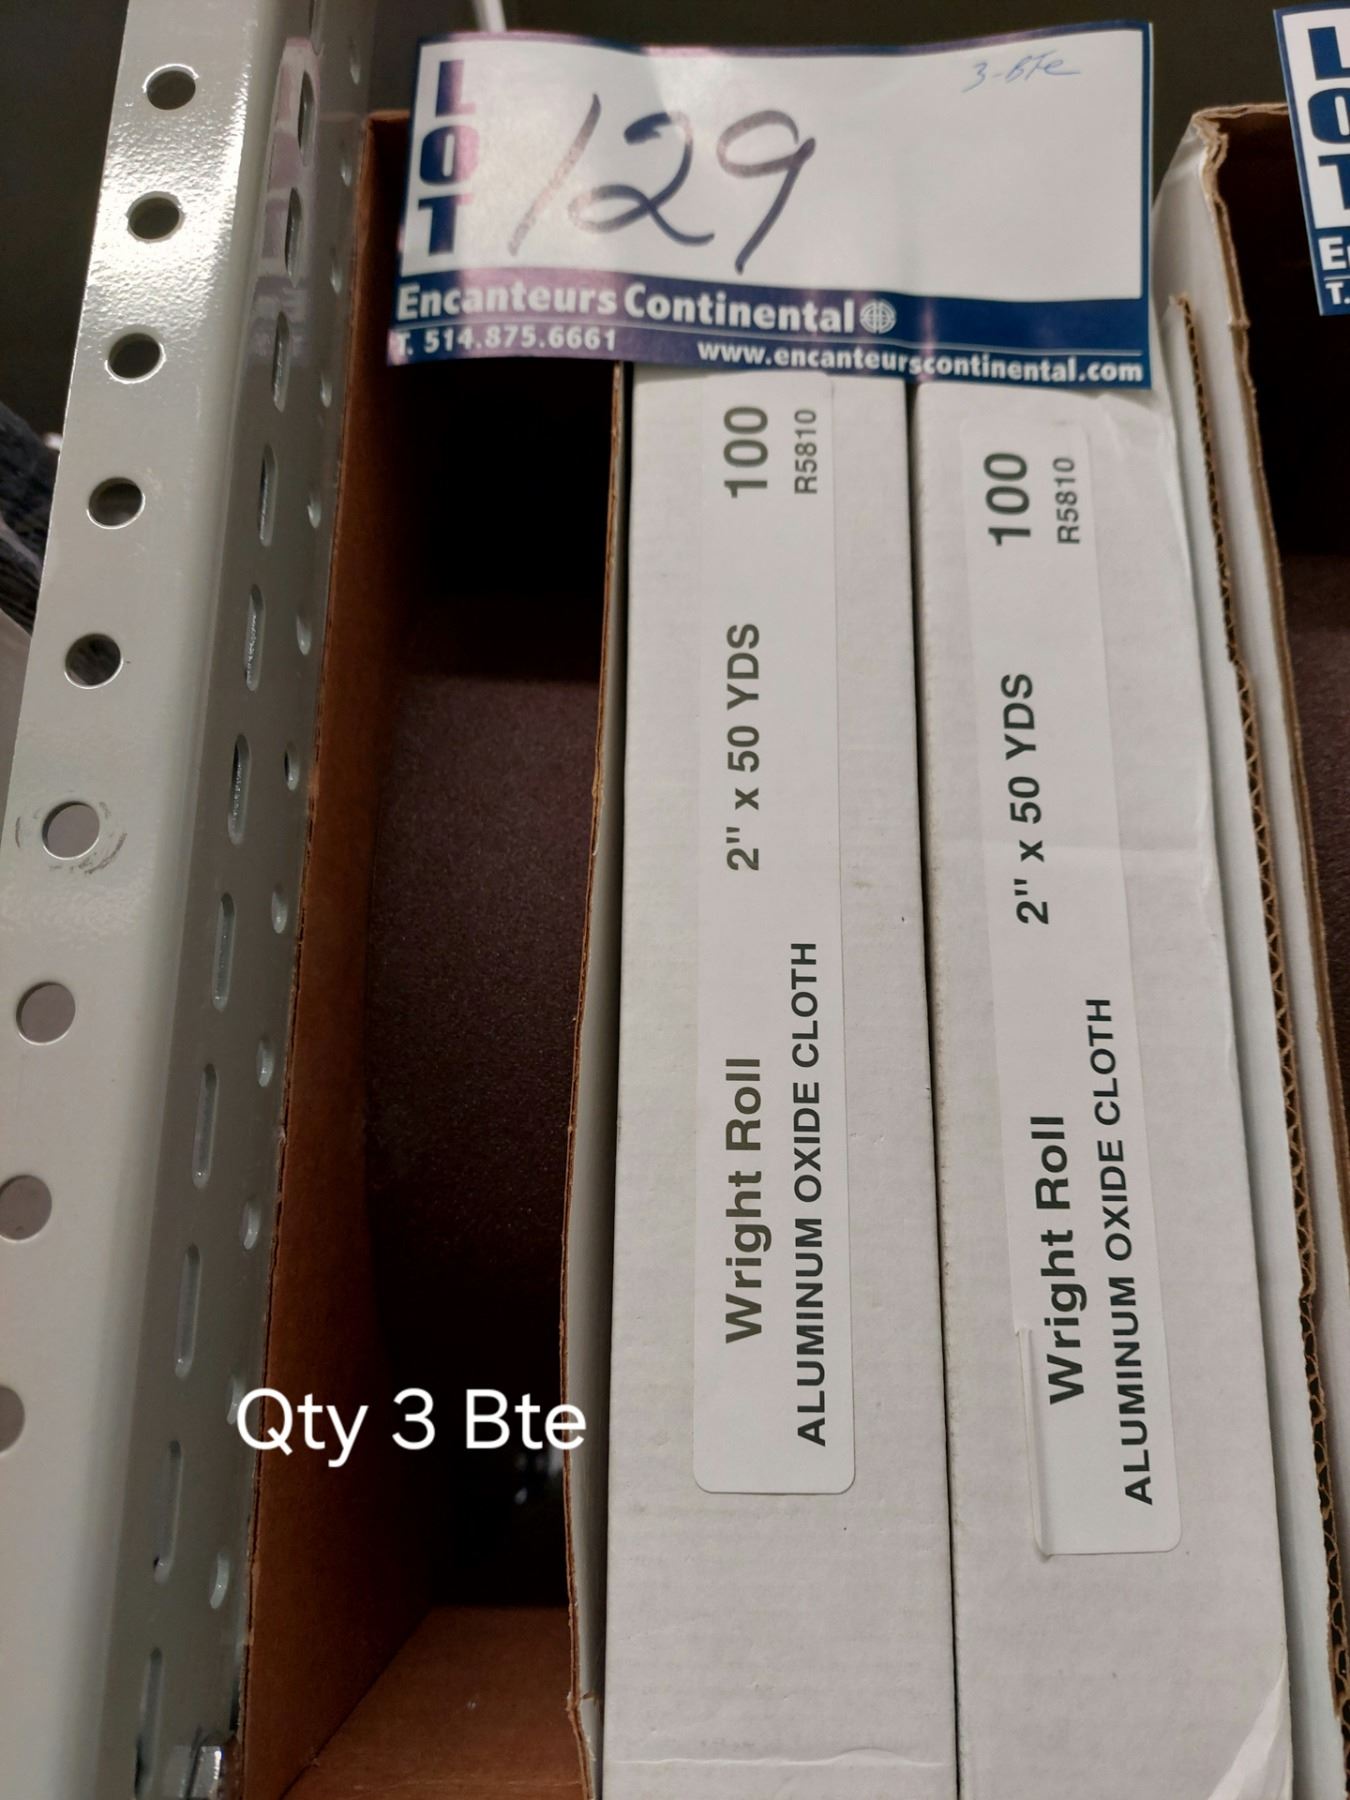 LOT
129
3-Bte
Encanteurs Continental
T. 514.875.6661 www.encanteurscontinental.com
Wright Roll 2" x 50 YDS 100
ALUMINUM OXIDE CLOTH R5810
Wright Roll 2" x 50 YDS 100
ALUMINUM OXIDE CLOTH R5810
Qty 3 Bte